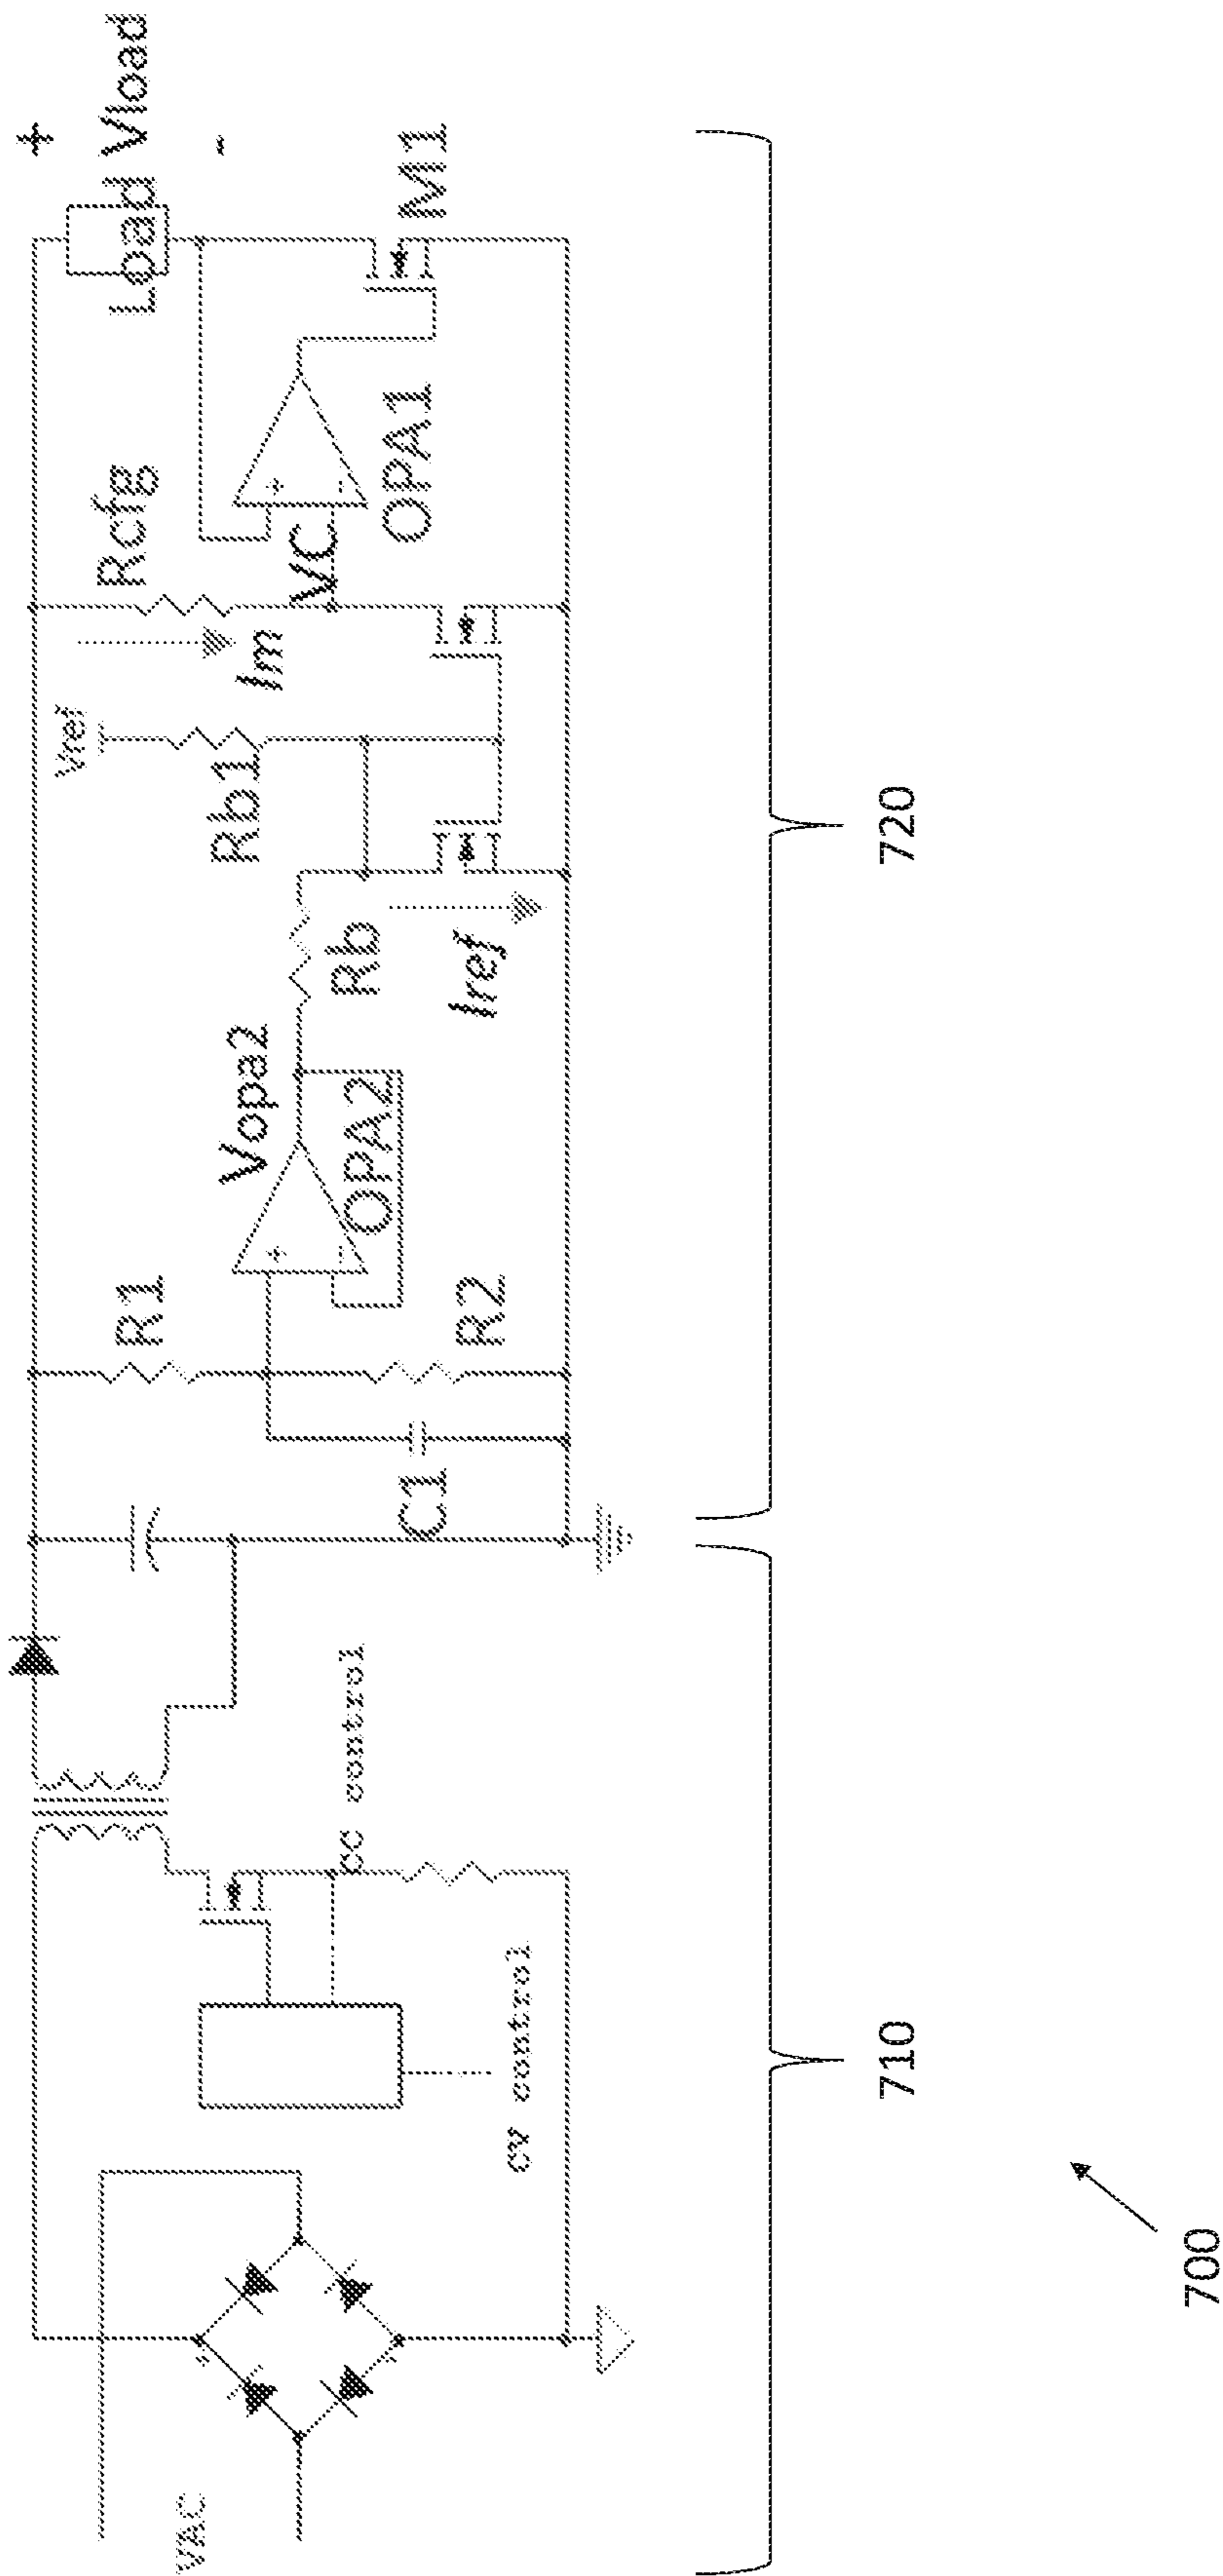 VAC
cv control
cc control
C1
R1
R2
Vopa2
OPA2
Rb
Iref
Rb1
Vref
Im
Rcfg
VC
OPA1
M1
Load Vload
+
-
+
-
+
-
710
720
700